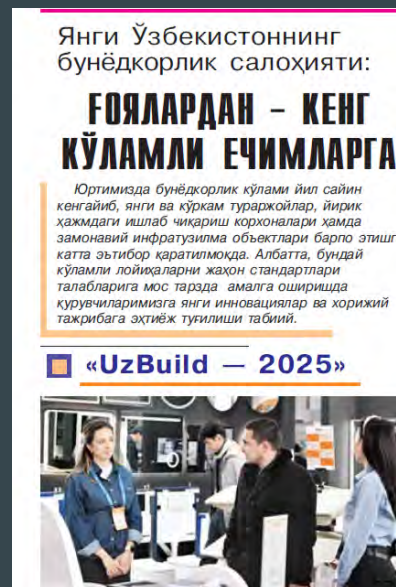 Янги Ўзбекистоннинг
бунёдкорлик салоҳияти:
ҒОЯЛАРДАН – КЕНГ
КЎЛАМЛИ ЕЧИМЛАРГА
Юртимизда бунёдкорлик кўлами йил сайин
кенгайиб, янги ва кўркам туражойлар, йирик
ҳажмдаги ишлаб чиқариш корхоналари ҳамда
замонавий инфратузилма объектлари барпо этишг
катта эътибор қаратилмоқда. Албатта, бундай
кўламли лойиҳаларни жаҳон стандартлари
талабларига мос тарзда амалга оширишда
қурувчиларимизга янги инновациялар ва хорижий
тажрибага эҳтиёж туғилиши табиий.
«UzBuild — 2025»